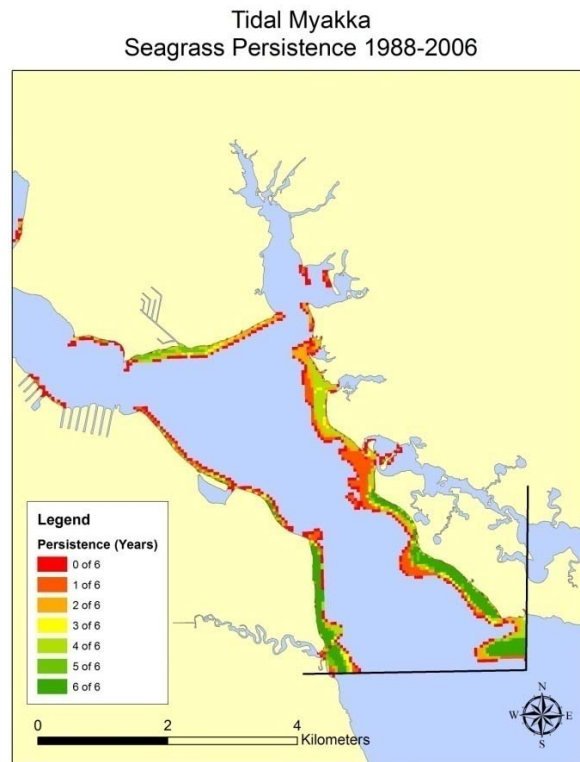 Tidal Myakka
Seagrass Persistence 1988-2006
Legend
Persistence (Years)
0 of 6
1 of 6
2 of 6
3 of 6
4 of 6
5 of 6
6 of 6
N
W E
S
0 2 4
Kilometers